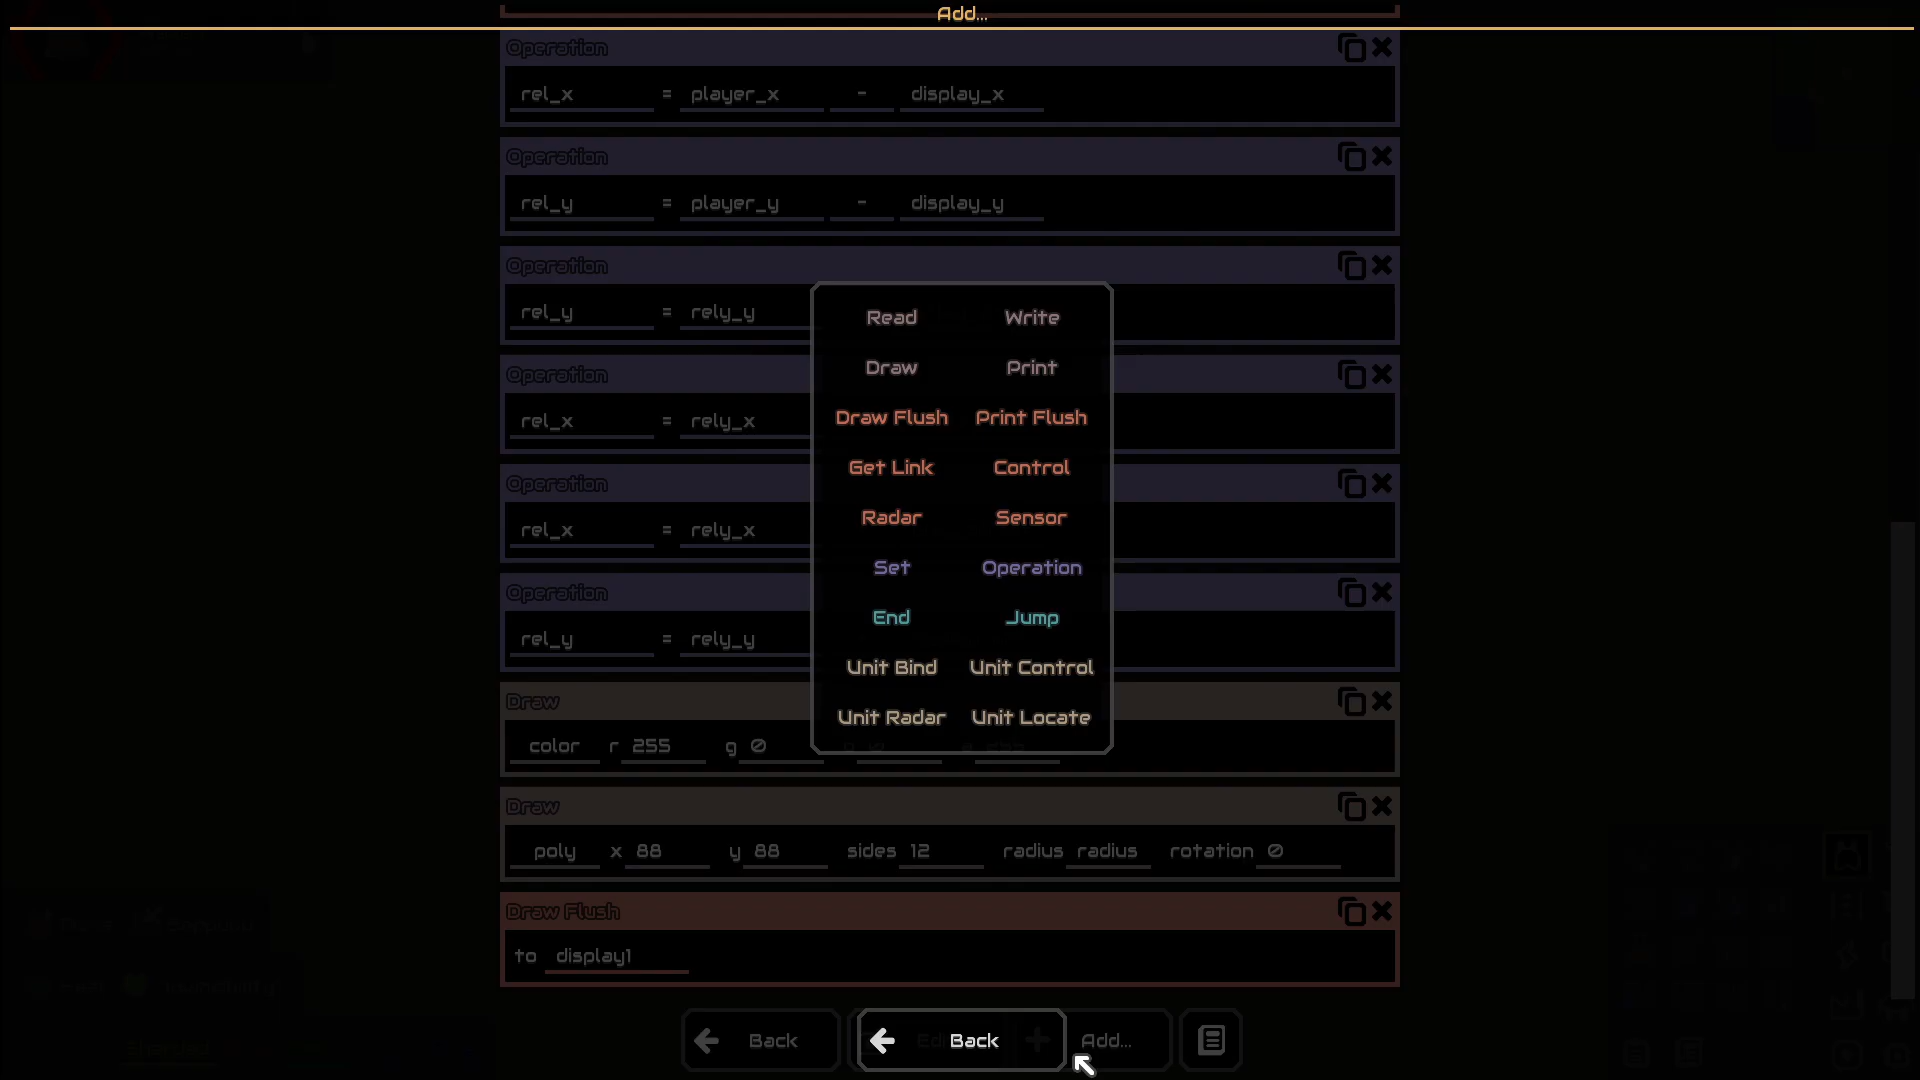 Add...
Operation
rel_x = player_x - display_x
Operation
rel_y = player_y - display_y
Operation
rel_y = rely_y
Operation
rel_x = rely_x
Operation
rel_x = rely_x
Operation
rel_y = rely_y
Read Write
Draw Print
Draw Flush Print Flush
Get Link Control
Radar Sensor
Set Operation
End Jump
Unit Bind Unit Control
Unit Radar Unit Locate
Draw
color r 255 g 0
Draw
poly x 88 y 88 sides 12 radius radius rotation 0
Draw Flush
to display1
Back Back Add...